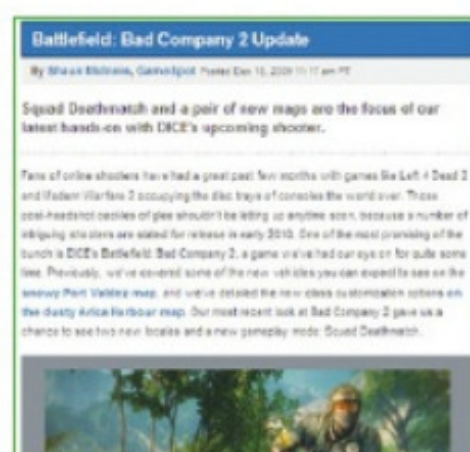 Battlefield: Bad Company 2 Update
By Shaun McInnis, GameSpot Posted Dec 2009 11:17 am PT
Squad Deathmatch and a pair of new maps are the focus of our
latest hands-on with DICE's upcoming shooter.
Fans of online shooters have had a great past few months with games like Left 4 Dead 2
and Modern Warfare 2 occupying the disc trays of consoles the world over. Those
post-headshot cackles of glee shouldn't be letting up anytime soon, because a number of
intriguing shooters are slated for release in early 2010. One of the most promising of the
bunch is DICE's Battlefield: Bad Company 2, a game we've had our eye on for quite some
time. Previously, we've covered some of the new vehicles you can expect to see on the
snowy Port Valdez map, and we've detailed the new class customization options on
the dusty Arica Harbour map. Our most recent look at Bad Company 2 gave us a
chance to see two new locales and a new gameplay mode: Squad Deathmatch.